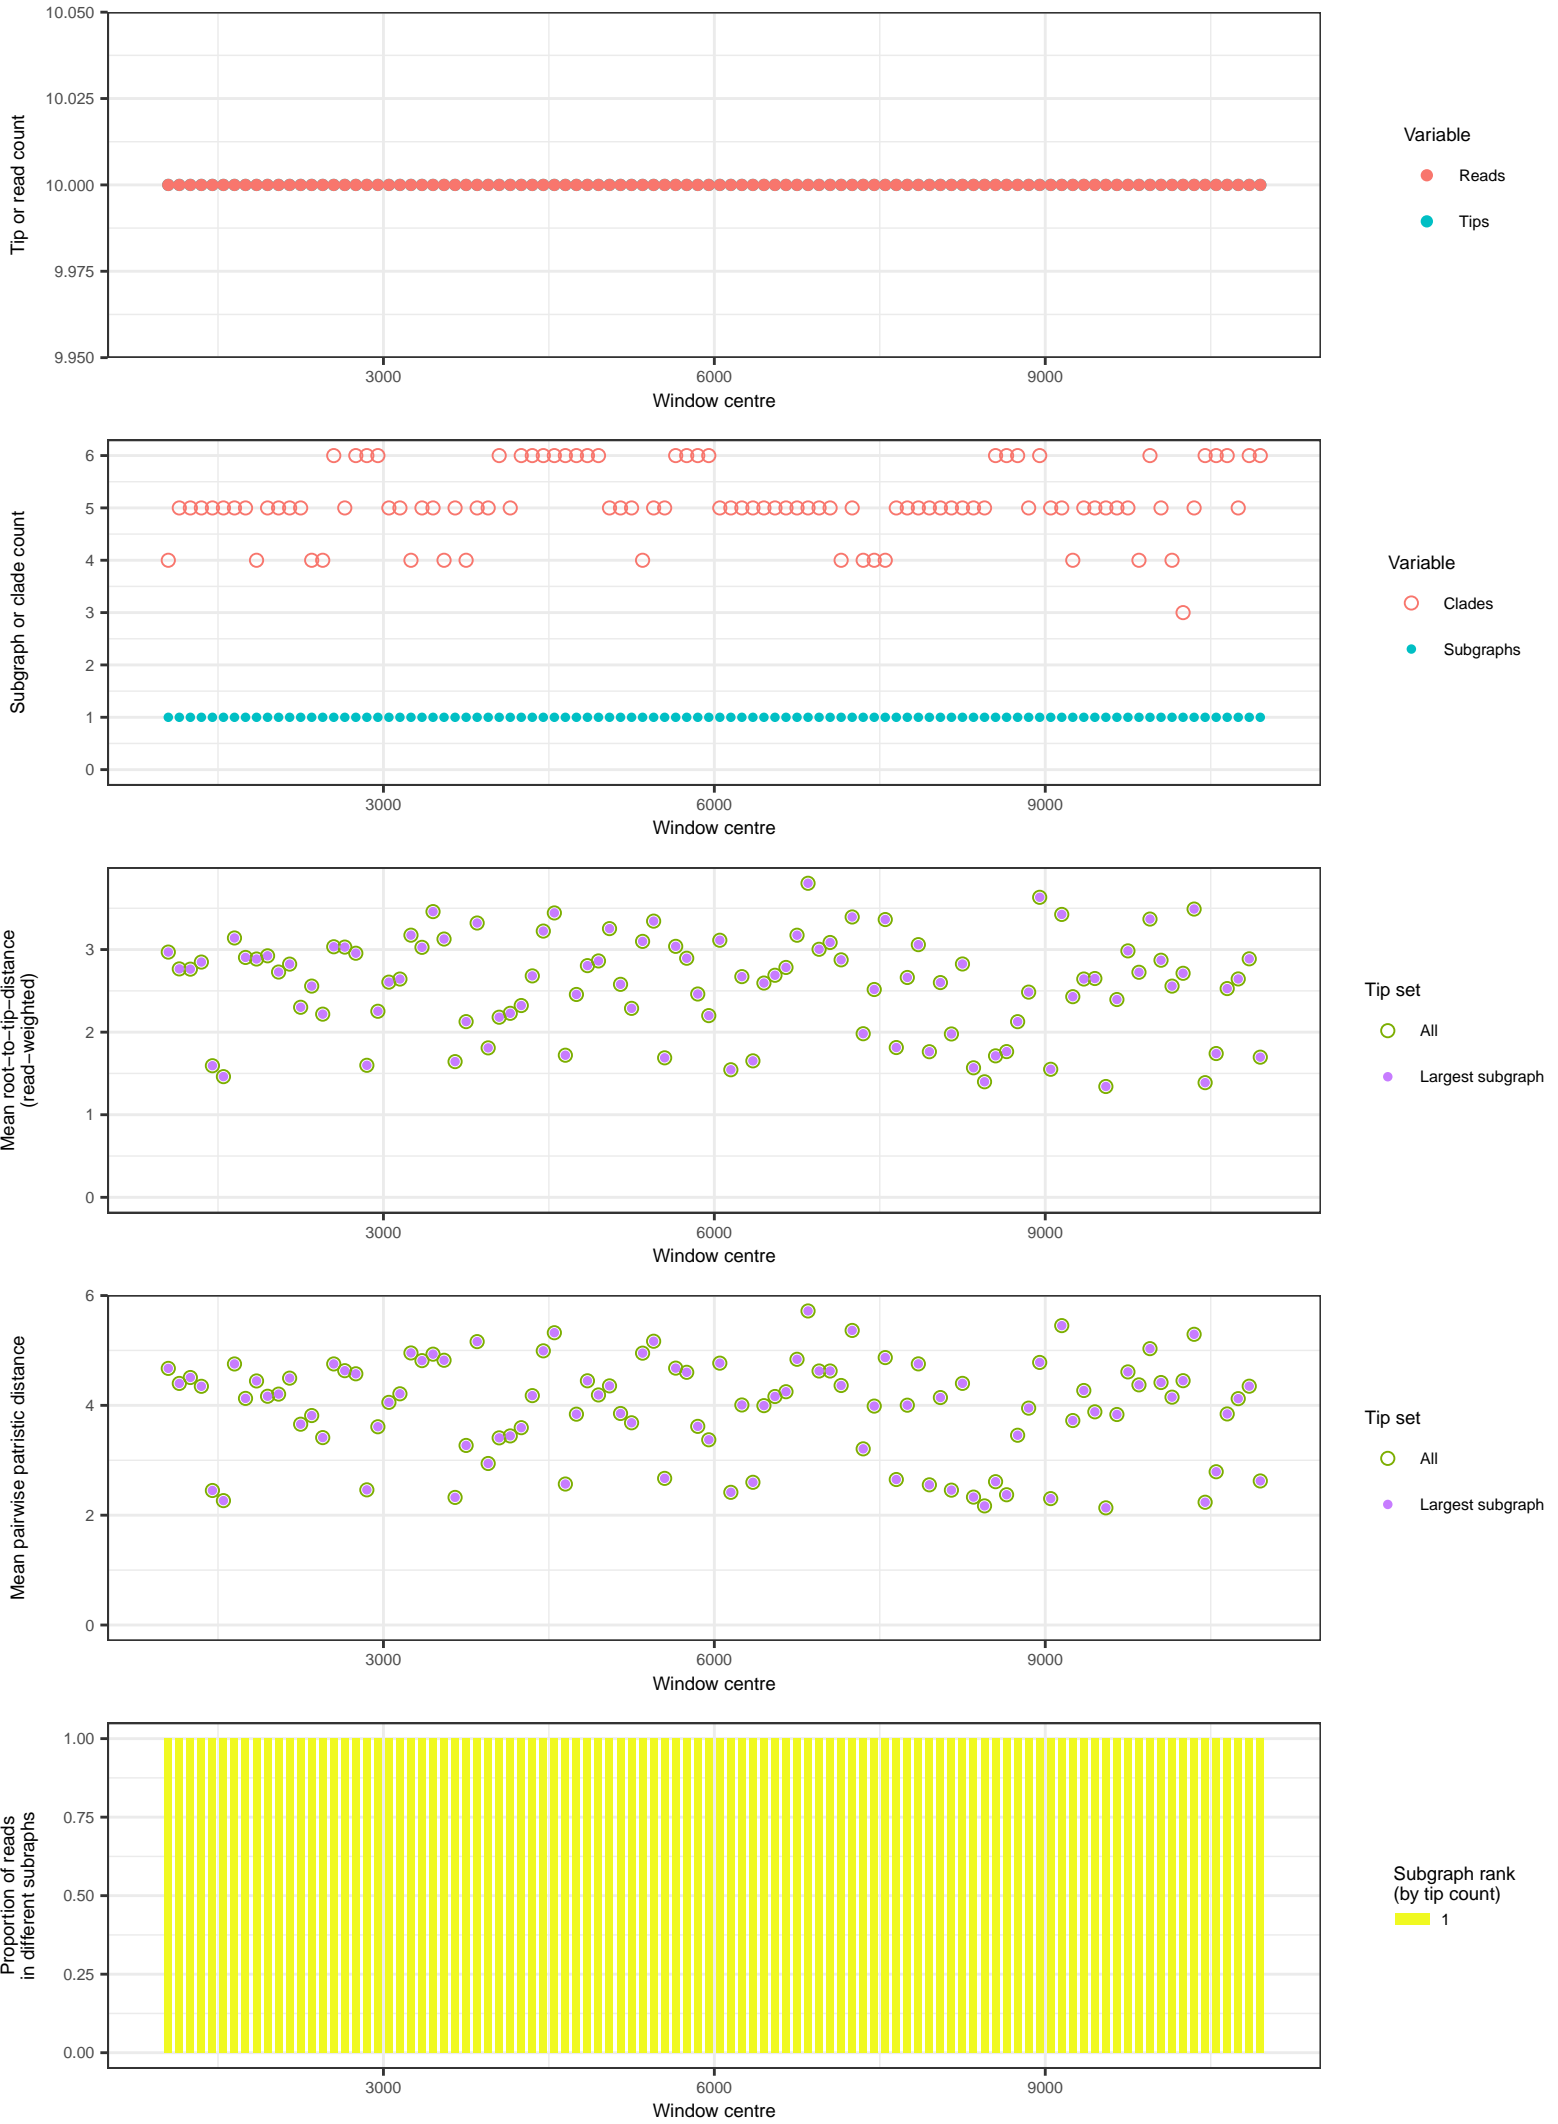 10.050
10.025
10.000
9.975
9.950
Tip or read count
3000 6000 9000
Window centre
Variable
Reads
Tips
6
5
4
3
2
1
0
Subgraph or clade count
3000 6000 9000
Window centre
Variable
Clades
Subgraphs
3
2
1
0
Mean root−to−tip−distance
(read−weighted)
3000 6000 9000
Window centre
Tip set
All
Largest subgraph
6
4
2
0
Mean pairwise patristic distance
3000 6000 9000
Window centre
Tip set
All
Largest subgraph
1.00
0.75
0.50
0.25
0.00
Proportion of reads
in different subraphs
3000 6000 9000
Window centre
Subgraph rank
(by tip count)
1